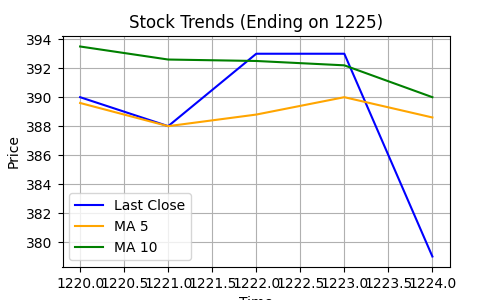 Stock Trends (Ending on 1225)
Price
394
392
390
388
386
384
382
380
Last Close
MA 5
MA 10
1220.0 1220.5 1221.0 1221.5 1222.0 1222.5 1223.0 1223.5 1224.0
Time